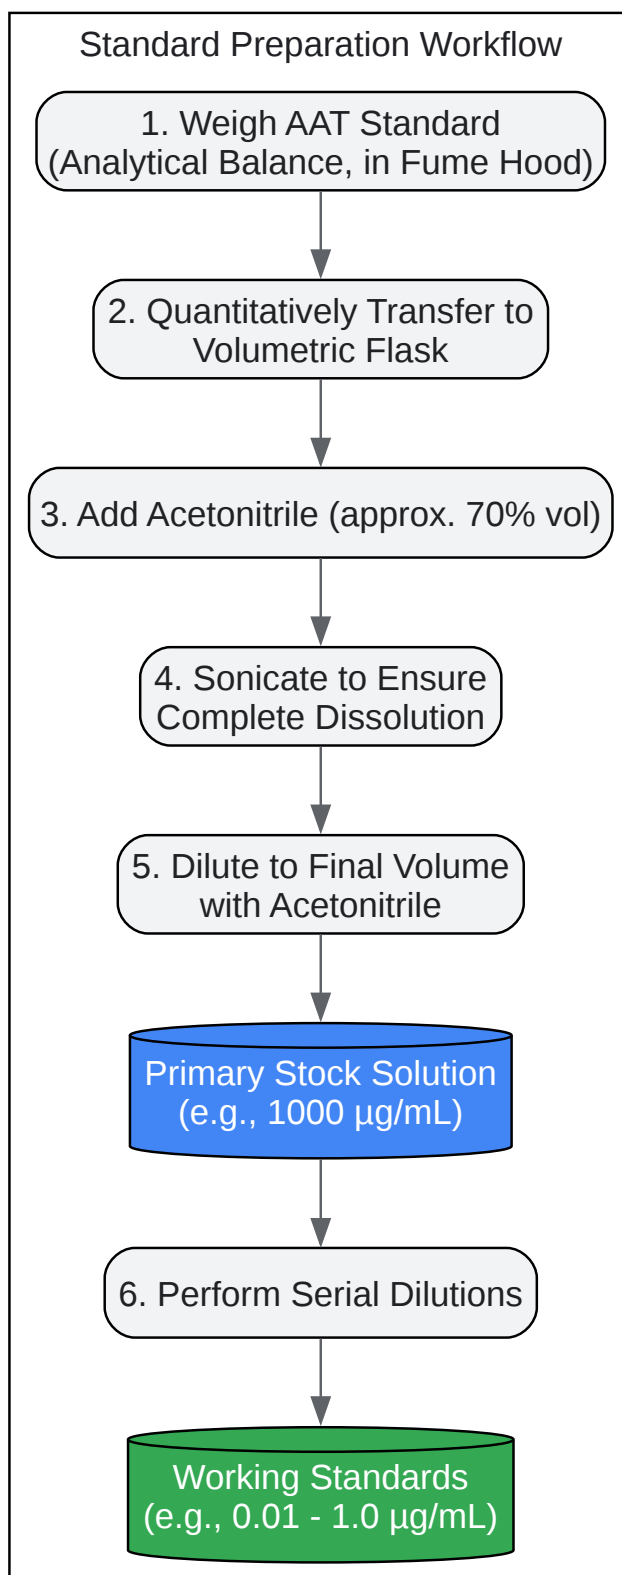 Standard Preparation Workflow
1. Weigh AAT Standard
(Analytical Balance, in Fume Hood)
2. Quantitatively Transfer to
Volumetric Flask
3. Add Acetonitrile (approx. 70% vol)
4. Sonicate to Ensure
Complete Dissolution
5. Dilute to Final Volume
with Acetonitrile
Primary Stock Solution
(e.g., 1000 µg/mL)
6. Perform Serial Dilutions
Working Standards
(e.g., 0.01 - 1.0 µg/mL)